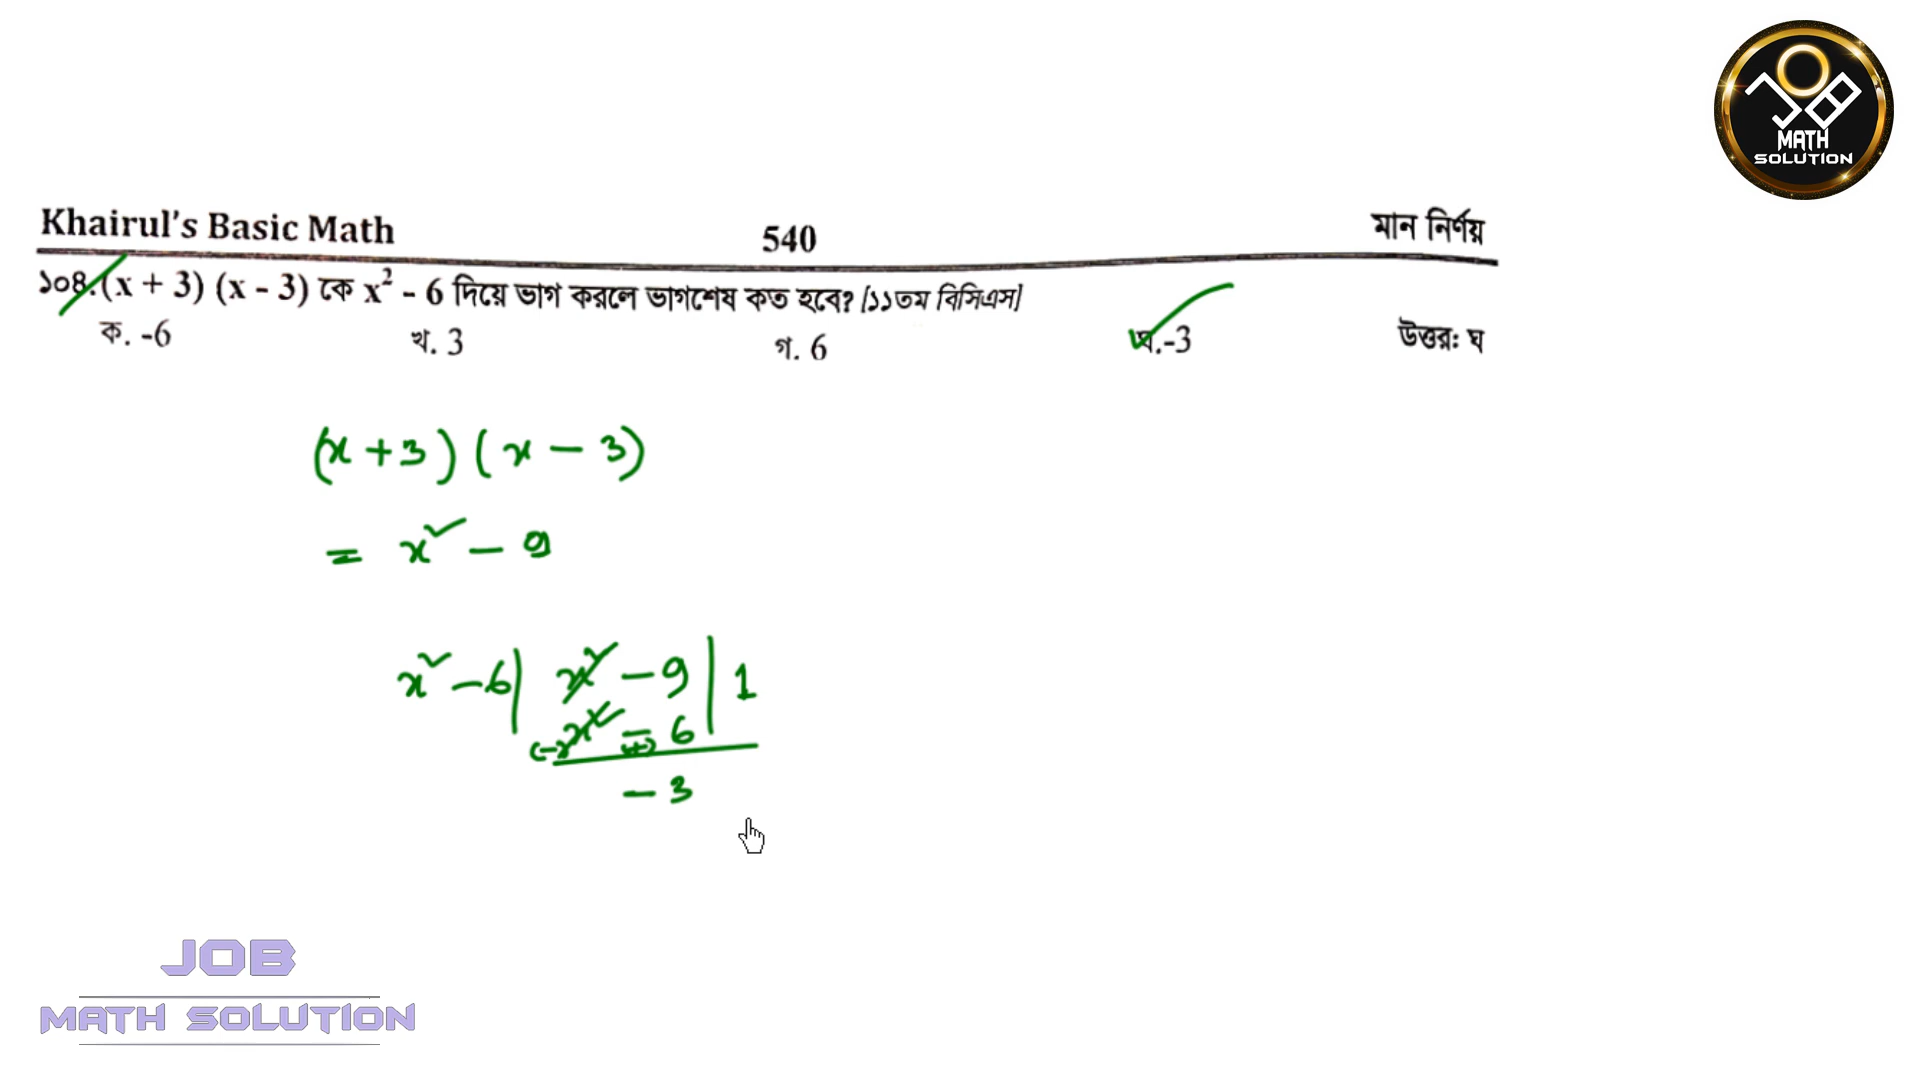 JOB
MATH
SOLUTION
Khairul's Basic Math 540 মান নির্ণয়
১০৪.(x + 3) (x - 3) কে x² - 6 দিয়ে ভাগ করলে ভাগশেষ কত হবে? [১১তম বিসিএস]
ক. -6 খ. 3 গ. 6 ঘ.-3 উত্তরঃ ঘ
(x + 3) (x - 3)
= x² - 9
x² - 6 | x² - 9 | 1
(-) x² - (+) 6
- 3
JOB
MATH SOLUTION